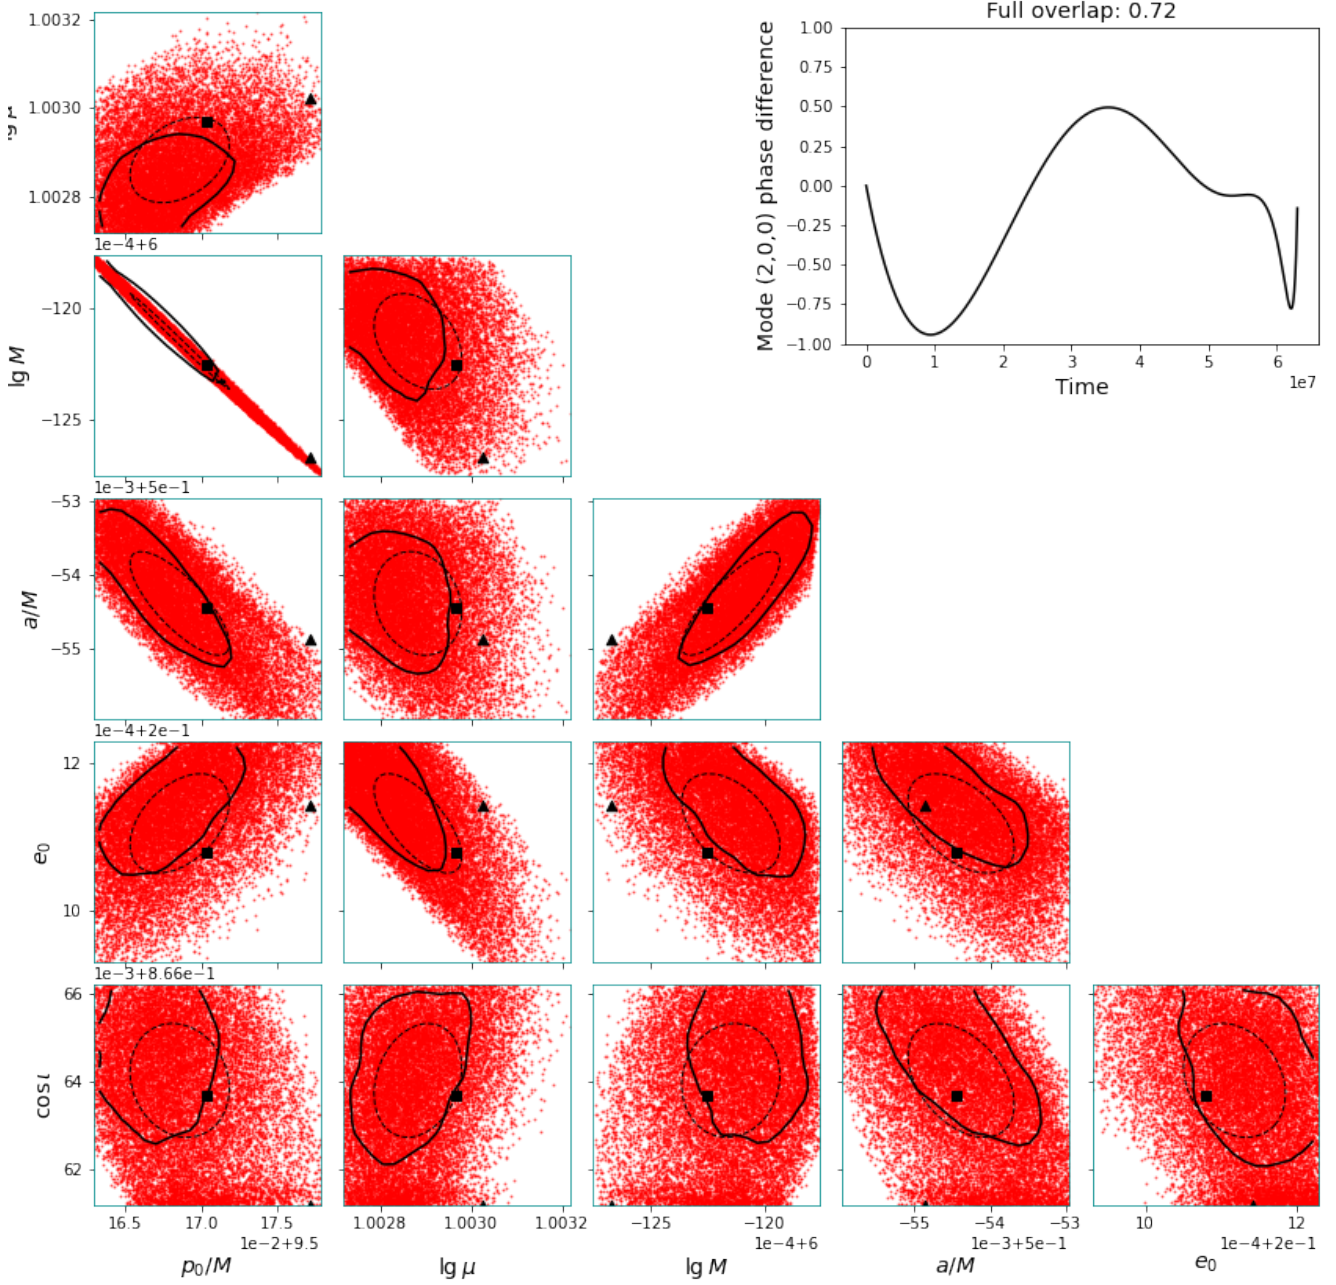 Full overlap: 0.72
1.00
0.75
0.50
0.25
0.00
−0.25
−0.50
−0.75
−1.00
Mode (2,0,0) phase difference
0 1 2 3 4 5 6
1e7
Time
1.0032
1.0030
1.0028
1e−4+6
−120
−125
lg M
1e−3+5e−1
−53
−54
−55
a/M
1e−4+2e−1
12
10
e₀
1e−3+8.66e−1
66
64
62
cos ι
16.5 17.0 17.5
1e−2+9.5
p₀/M
1.0028 1.0030 1.0032
lg μ
−125 −120
1e−4+6
lg M
−55 −54 −53
1e−3+5e−1
a/M
10 12
1e−4+2e−1
e₀